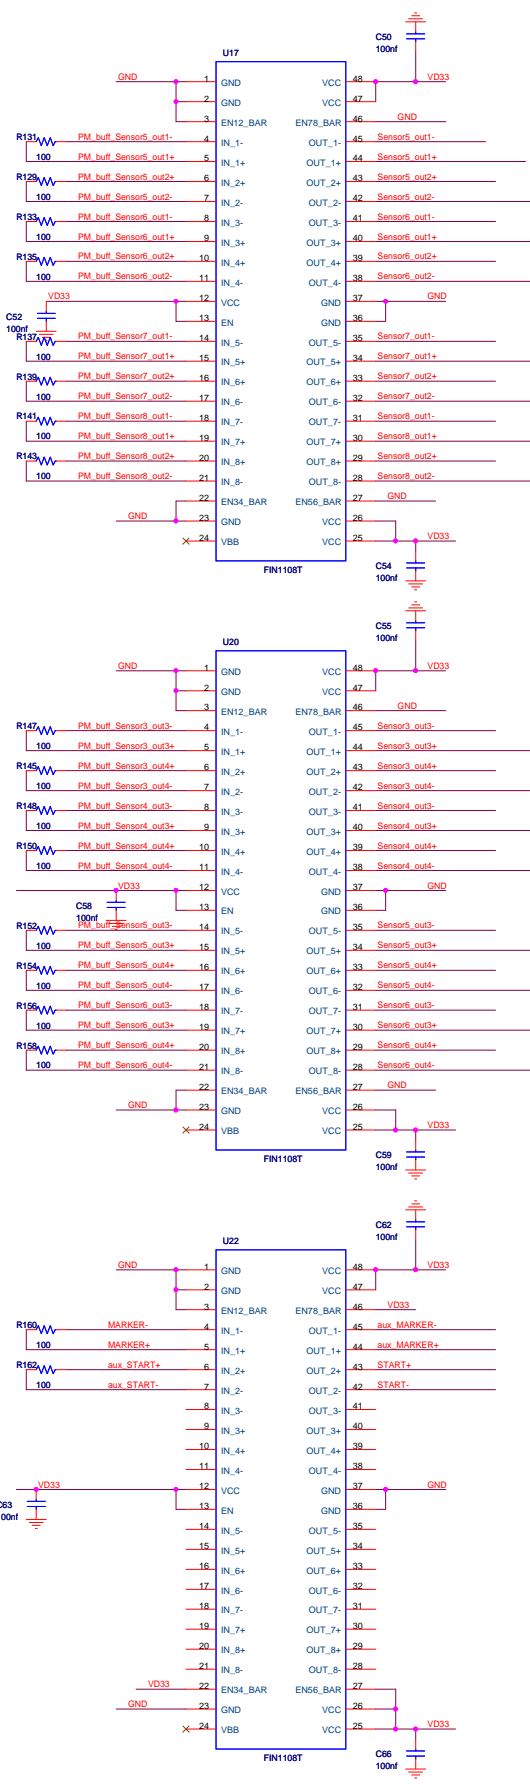 C50
100nf
U17
GND 1 GND VCC 48 VD33
2 GND VCC 47
3 EN12_BAR EN78_BAR 46 GND
R131 PM_buff_Sensor5_out1- 4 IN_1- OUT_1- 45 Sensor5_out1-
100 PM_buff_Sensor5_out1+ 5 IN_1+ OUT_1+ 44 Sensor5_out1+
R129 PM_buff_Sensor5_out2+ 6 IN_2+ OUT_2+ 43 Sensor5_out2+
100 PM_buff_Sensor5_out2- 7 IN_2- OUT_2- 42 Sensor5_out2-
R133 PM_buff_Sensor6_out1- 8 IN_3- OUT_3- 41 Sensor6_out1-
100 PM_buff_Sensor6_out1+ 9 IN_3+ OUT_3+ 40 Sensor6_out1+
R135 PM_buff_Sensor6_out2+ 10 IN_4+ OUT_4+ 39 Sensor6_out2+
100 PM_buff_Sensor6_out2- 11 IN_4- OUT_4- 38 Sensor6_out2-
VD33 12 VCC GND 37 GND
C52 13 EN GND 36
100nf
R137 PM_buff_Sensor7_out1- 14 IN_5- OUT_5- 35 Sensor7_out1-
100 PM_buff_Sensor7_out1+ 15 IN_5+ OUT_5+ 34 Sensor7_out1+
R139 PM_buff_Sensor7_out2+ 16 IN_6+ OUT_6+ 33 Sensor7_out2+
100 PM_buff_Sensor7_out2- 17 IN_6- OUT_6- 32 Sensor7_out2-
R141 PM_buff_Sensor8_out1- 18 IN_7- OUT_7- 31 Sensor8_out1-
100 PM_buff_Sensor8_out1+ 19 IN_7+ OUT_7+ 30 Sensor8_out1+
R143 PM_buff_Sensor8_out2+ 20 IN_8+ OUT_8+ 29 Sensor8_out2+
100 PM_buff_Sensor8_out2- 21 IN_8- OUT_8- 28 Sensor8_out2-
22 EN34_BAR EN56_BAR 27 GND
GND 23 GND VCC 26
24 VBB VCC 25 VD33
FIN1108T
C54
100nf
C55
100nf
U20
GND 1 GND VCC 48 VD33
2 GND VCC 47
3 EN12_BAR EN78_BAR 46 GND
R147 PM_buff_Sensor3_out3- 4 IN_1- OUT_1- 45 Sensor3_out3-
100 PM_buff_Sensor3_out3+ 5 IN_1+ OUT_1+ 44 Sensor3_out3+
R145 PM_buff_Sensor3_out4+ 6 IN_2+ OUT_2+ 43 Sensor3_out4+
100 PM_buff_Sensor3_out4- 7 IN_2- OUT_2- 42 Sensor3_out4-
R148 PM_buff_Sensor4_out3- 8 IN_3- OUT_3- 41 Sensor4_out3-
100 PM_buff_Sensor4_out3+ 9 IN_3+ OUT_3+ 40 Sensor4_out3+
R150 PM_buff_Sensor4_out4+ 10 IN_4+ OUT_4+ 39 Sensor4_out4+
100 PM_buff_Sensor4_out4- 11 IN_4- OUT_4- 38 Sensor4_out4-
VD33 12 VCC GND 37 GND
C58 13 EN GND 36
100nf
R152 PM_buff_Sensor5_out3- 14 IN_5- OUT_5- 35 Sensor5_out3-
100 PM_buff_Sensor5_out3+ 15 IN_5+ OUT_5+ 34 Sensor5_out3+
R154 PM_buff_Sensor5_out4+ 16 IN_6+ OUT_6+ 33 Sensor5_out4+
100 PM_buff_Sensor5_out4- 17 IN_6- OUT_6- 32 Sensor5_out4-
R156 PM_buff_Sensor6_out3- 18 IN_7- OUT_7- 31 Sensor6_out3-
100 PM_buff_Sensor6_out3+ 19 IN_7+ OUT_7+ 30 Sensor6_out3+
R158 PM_buff_Sensor6_out4+ 20 IN_8+ OUT_8+ 29 Sensor6_out4+
100 PM_buff_Sensor6_out4- 21 IN_8- OUT_8- 28 Sensor6_out4-
22 EN34_BAR EN56_BAR 27 GND
GND 23 GND VCC 26
24 VBB VCC 25 VD33
FIN1108T
C59
100nf
C62
100nf
U22
GND 1 GND VCC 48 VD33
2 GND VCC 47
3 EN12_BAR EN78_BAR 46 VD33
R160 MARKER- 4 IN_1- OUT_1- 45 aux_MARKER-
100 MARKER+ 5 IN_1+ OUT_1+ 44 aux_MARKER+
R162 aux_START+ 6 IN_2+ OUT_2+ 43 START+
100 aux_START- 7 IN_2- OUT_2- 42 START-
8 IN_3- OUT_3- 41
9 IN_3+ OUT_3+ 40
10 IN_4+ OUT_4+ 39
11 IN_4- OUT_4- 38
VD33 12 VCC GND 37 GND
C63 13 EN GND 36
00nf
14 IN_5- OUT_5- 35
15 IN_5+ OUT_5+ 34
16 IN_6+ OUT_6+ 33
17 IN_6- OUT_6- 32
18 IN_7- OUT_7- 31
19 IN_7+ OUT_7+ 30
20 IN_8+ OUT_8+ 29
21 IN_8- OUT_8- 28
VD33 22 EN34_BAR EN56_BAR 27
GND 23 GND VCC 26
24 VBB VCC 25 VD33
FIN1108T
C66
100nf